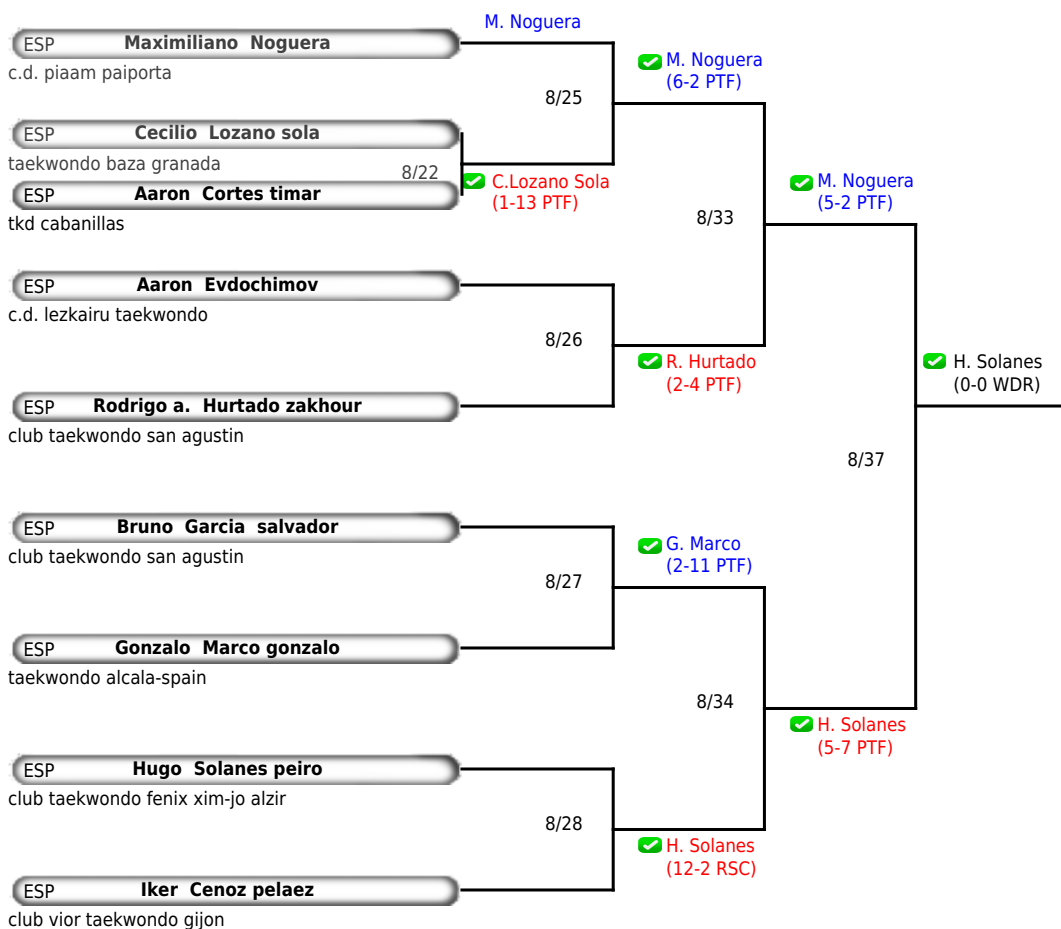 M. Noguera
ESP Maximiliano Noguera
c.d. piaam paiporta
M. Noguera
(6-2 PTF)
8/25
ESP Cecilio Lozano sola
taekwondo baza granada
8/22
C.Lozano Sola
(1-13 PTF)
ESP Aaron Cortes timar
tkd cabanillas
M. Noguera
(5-2 PTF)
8/33
ESP Aaron Evdochimov
c.d. lezkairu taekwondo
8/26
R. Hurtado
(2-4 PTF)
H. Solanes
(0-0 WDR)
ESP Rodrigo a. Hurtado zakhour
club taekwondo san agustin
8/37
ESP Bruno Garcia salvador
club taekwondo san agustin
G. Marco
(2-11 PTF)
8/27
ESP Gonzalo Marco gonzalo
taekwondo alcala-spain
8/34
H. Solanes
(5-7 PTF)
ESP Hugo Solanes peiro
club taekwondo fenix xim-jo alzir
8/28
H. Solanes
(12-2 RSC)
ESP Iker Cenoz pelaez
club vior taekwondo gijon